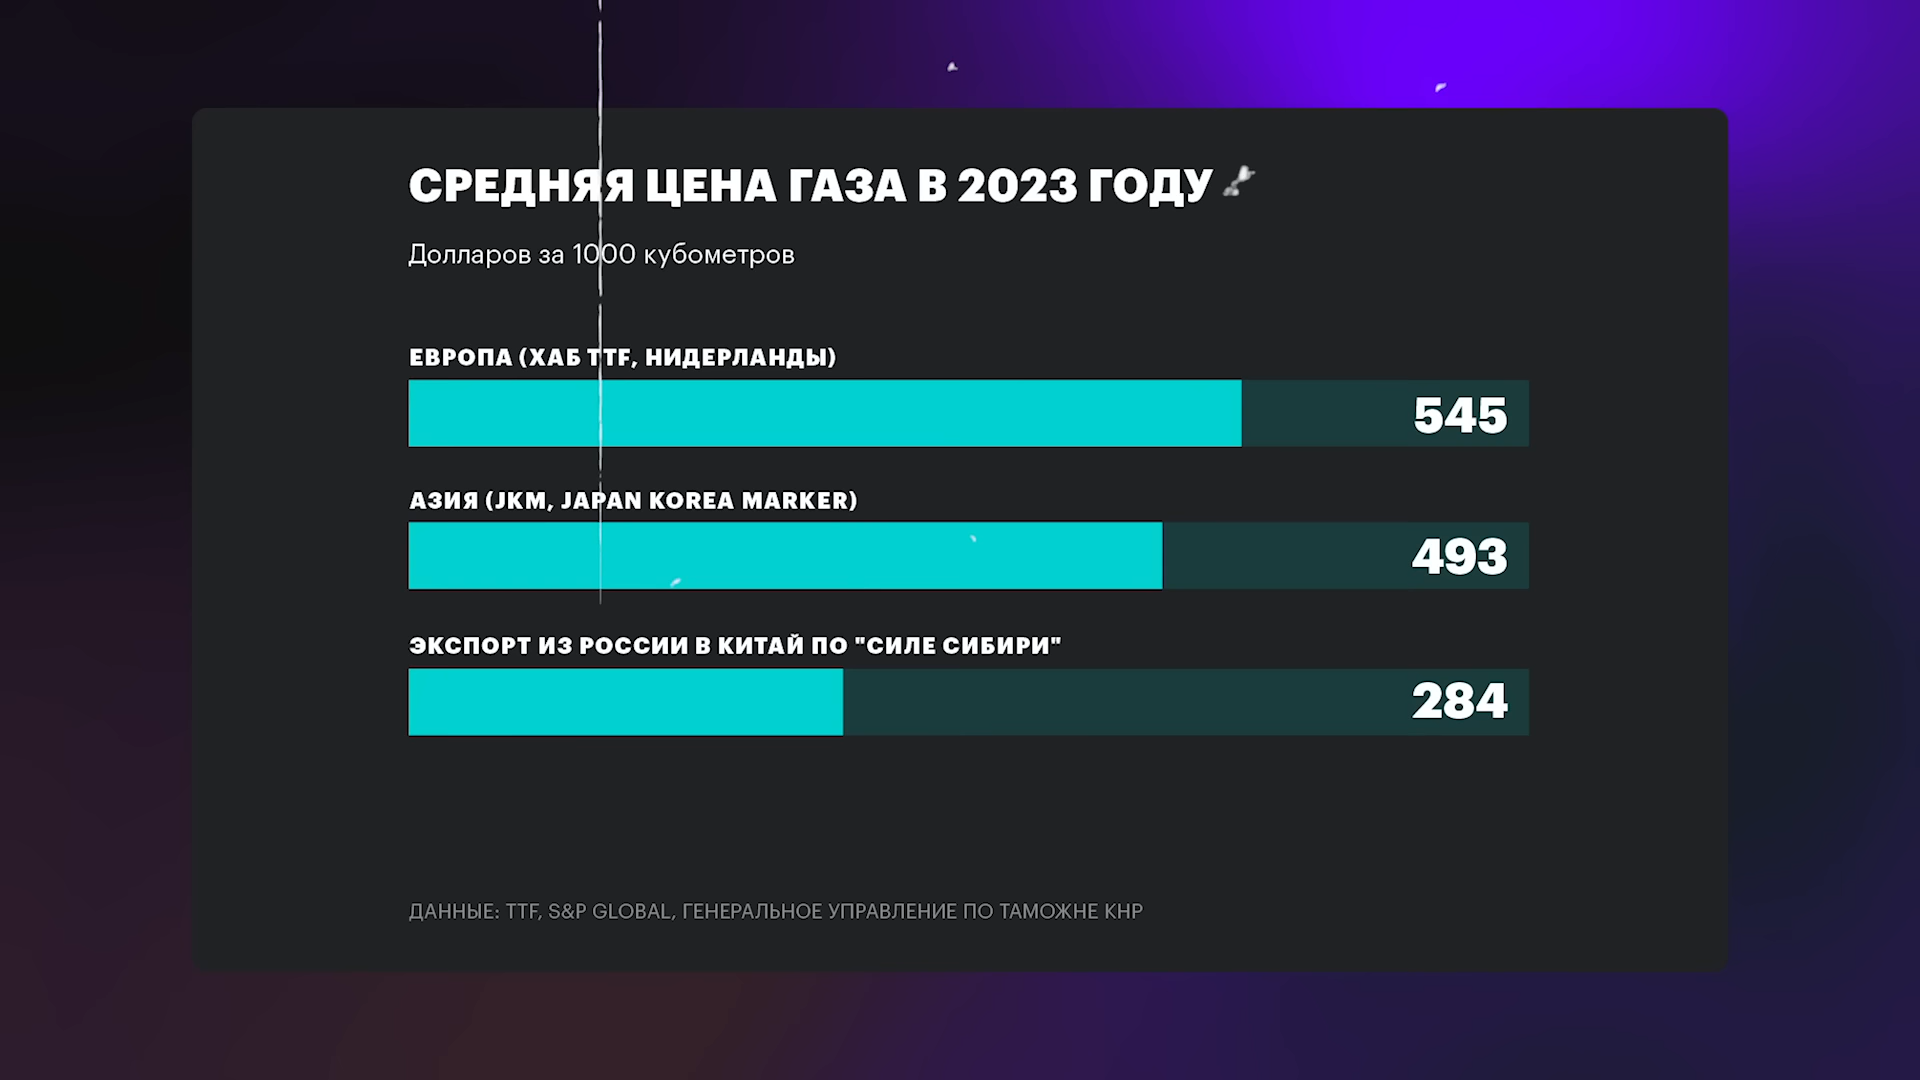 СРЕДНЯЯ ЦЕНА ГАЗА В 2023 ГОДУ
Долларов за 1000 кубометров
ЕВРОПА (ХАБ TTF, НИДЕРЛАНДЫ)
545
АЗИЯ (JKM, JAPAN KOREA MARKER)
493
ЭКСПОРТ ИЗ РОССИИ В КИТАЙ ПО "СИЛЕ СИБИРИ"
284
ДАННЫЕ: TTF, S&P GLOBAL, ГЕНЕРАЛЬНОЕ УПРАВЛЕНИЕ ПО ТАМОЖНЕ КНР